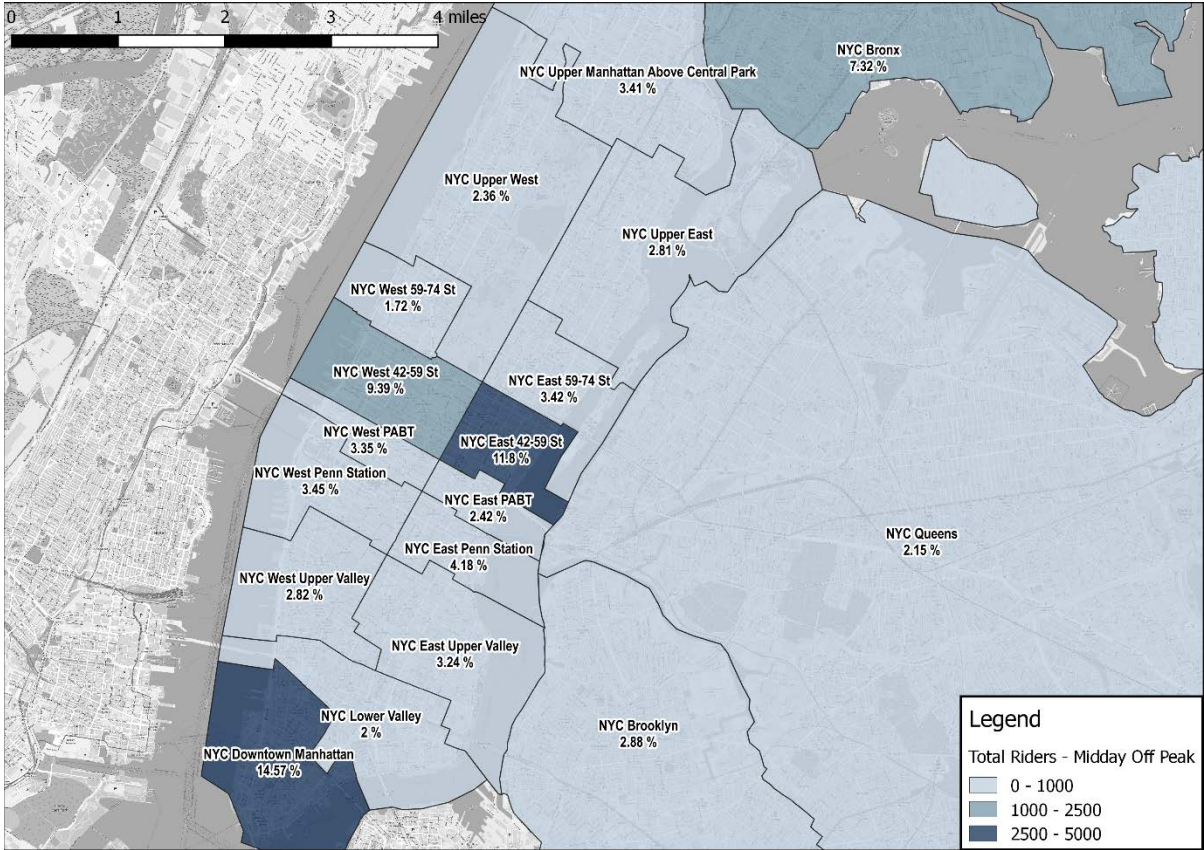 0 1 2 3 4 miles
NYC Bronx
7.32 %
NYC Upper Manhattan Above Central Park
3.41 %
NYC Upper West
2.36 %
NYC Upper East
2.81 %
NYC West 59-74 St
1.72 %
NYC West 42-59 St
9.39 %
NYC East 59-74 St
3.42 %
NYC West PABT
3.35 %
NYC East 42-59 St
11.8 %
NYC West Penn Station
3.45 %
NYC East PABT
2.42 %
NYC Queens
2.15 %
NYC East Penn Station
4.18 %
NYC West Upper Valley
2.82 %
NYC East Upper Valley
3.24 %
NYC Lower Valley
2 %
NYC Brooklyn
2.88 %
NYC Downtown Manhattan
14.57 %
Legend
Total Riders - Midday Off Peak
0 - 1000
1000 - 2500
2500 - 5000